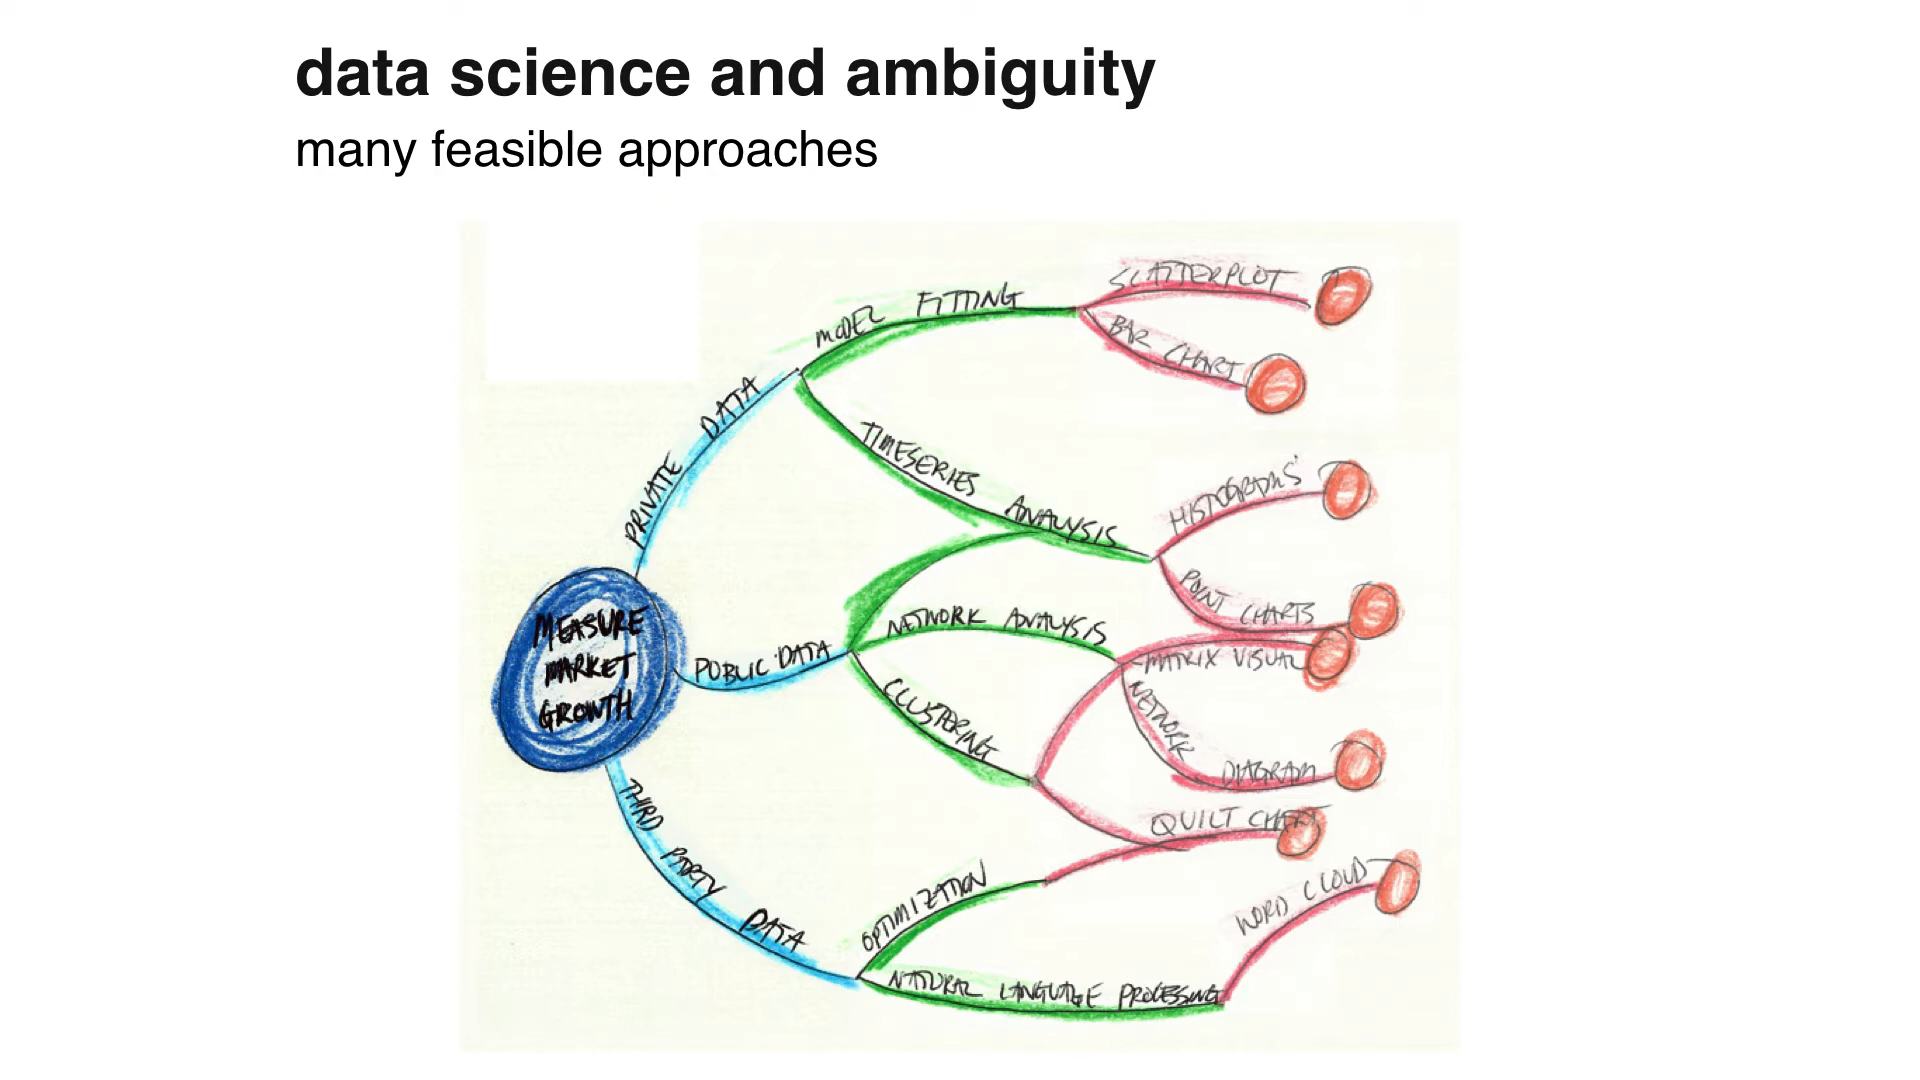 data science and ambiguity
many feasible approaches
SCATTERPLOT
MODEL FITTING
BAR CHART
PRIVATE DATA
TIMESERIES ANALYSIS
HISTOGRAMS
POINT CHARTS
MEASURE
MARKET
GROWTH
NETWORK ANALYSIS
PUBLIC DATA
MATRIX VISUAL
NETWORK DIAGRAM
CLUSTERING
THIRD PARTY DATA
QUILT CHART
OPTIMIZATION
WORD CLOUD
NATURAL LANGUAGE PROCESSING